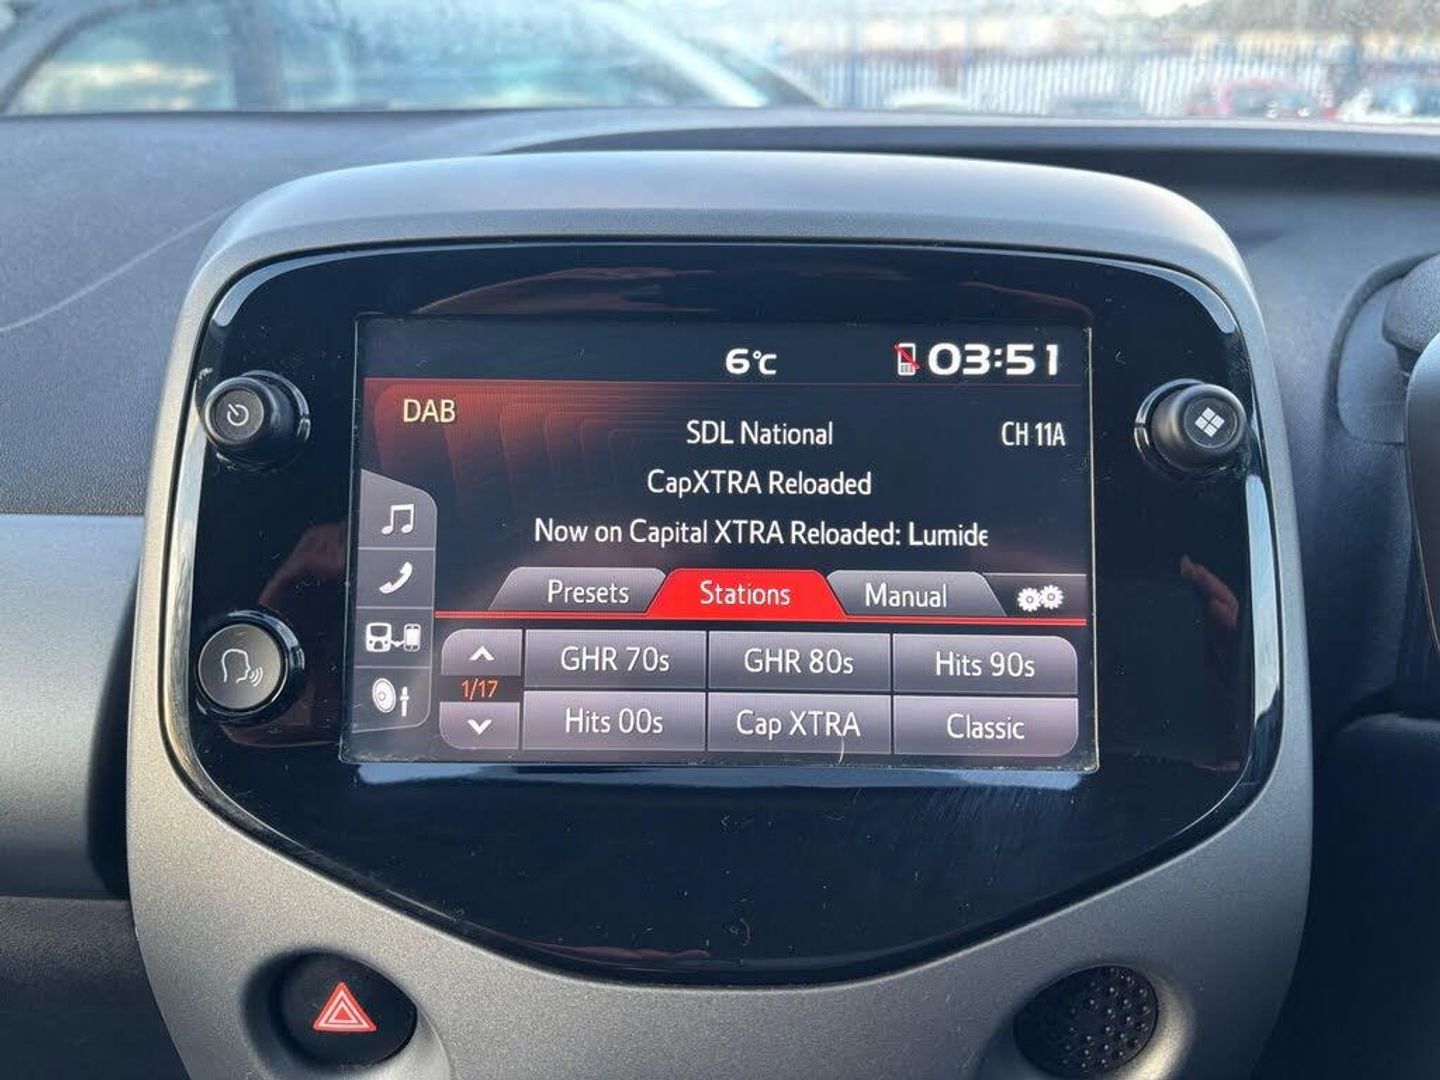 6°C 03:51
DAB
SDL National CH 11A
CapXTRA Reloaded
Now on Capital XTRA Reloaded: Lumide
Presets Stations Manual
GHR 70s GHR 80s Hits 90s
1/17
Hits 00s Cap XTRA Classic